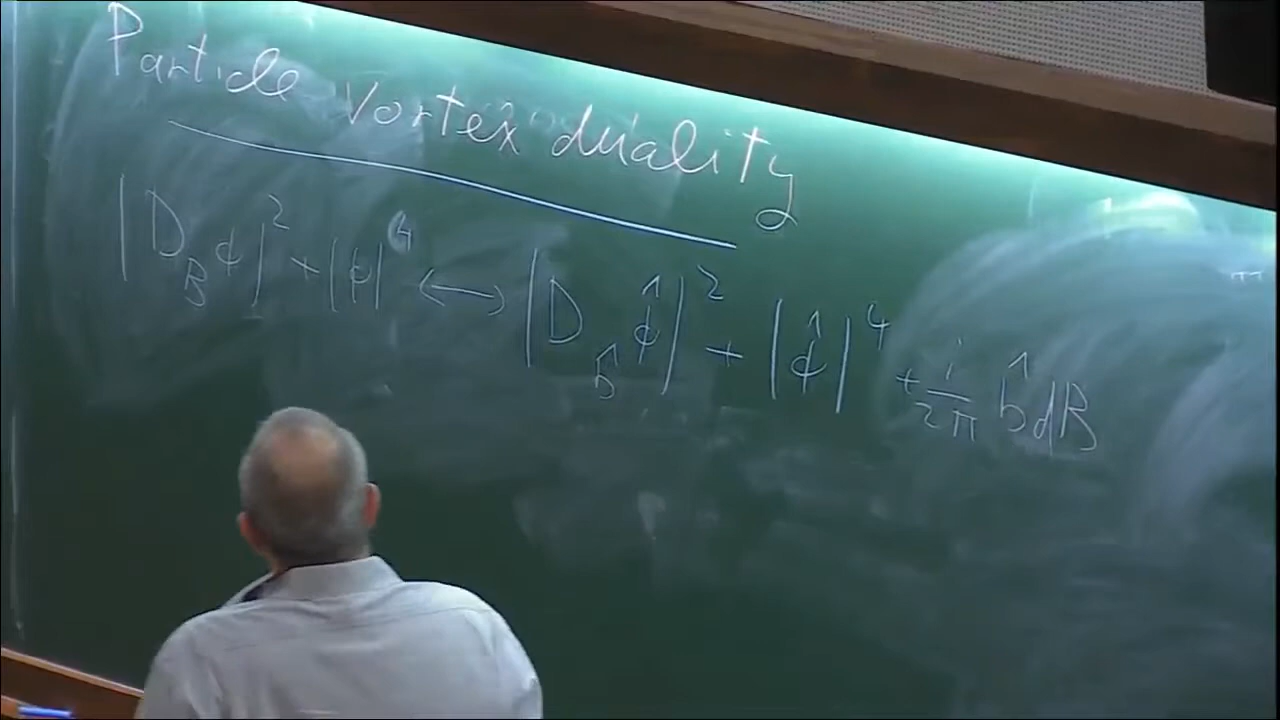 Particle Vortex duality
|D_B φ|² + |φ|⁴ ⟷ |D_b̂ φ̂|² + |φ̂|⁴ + i/2π b̂dB